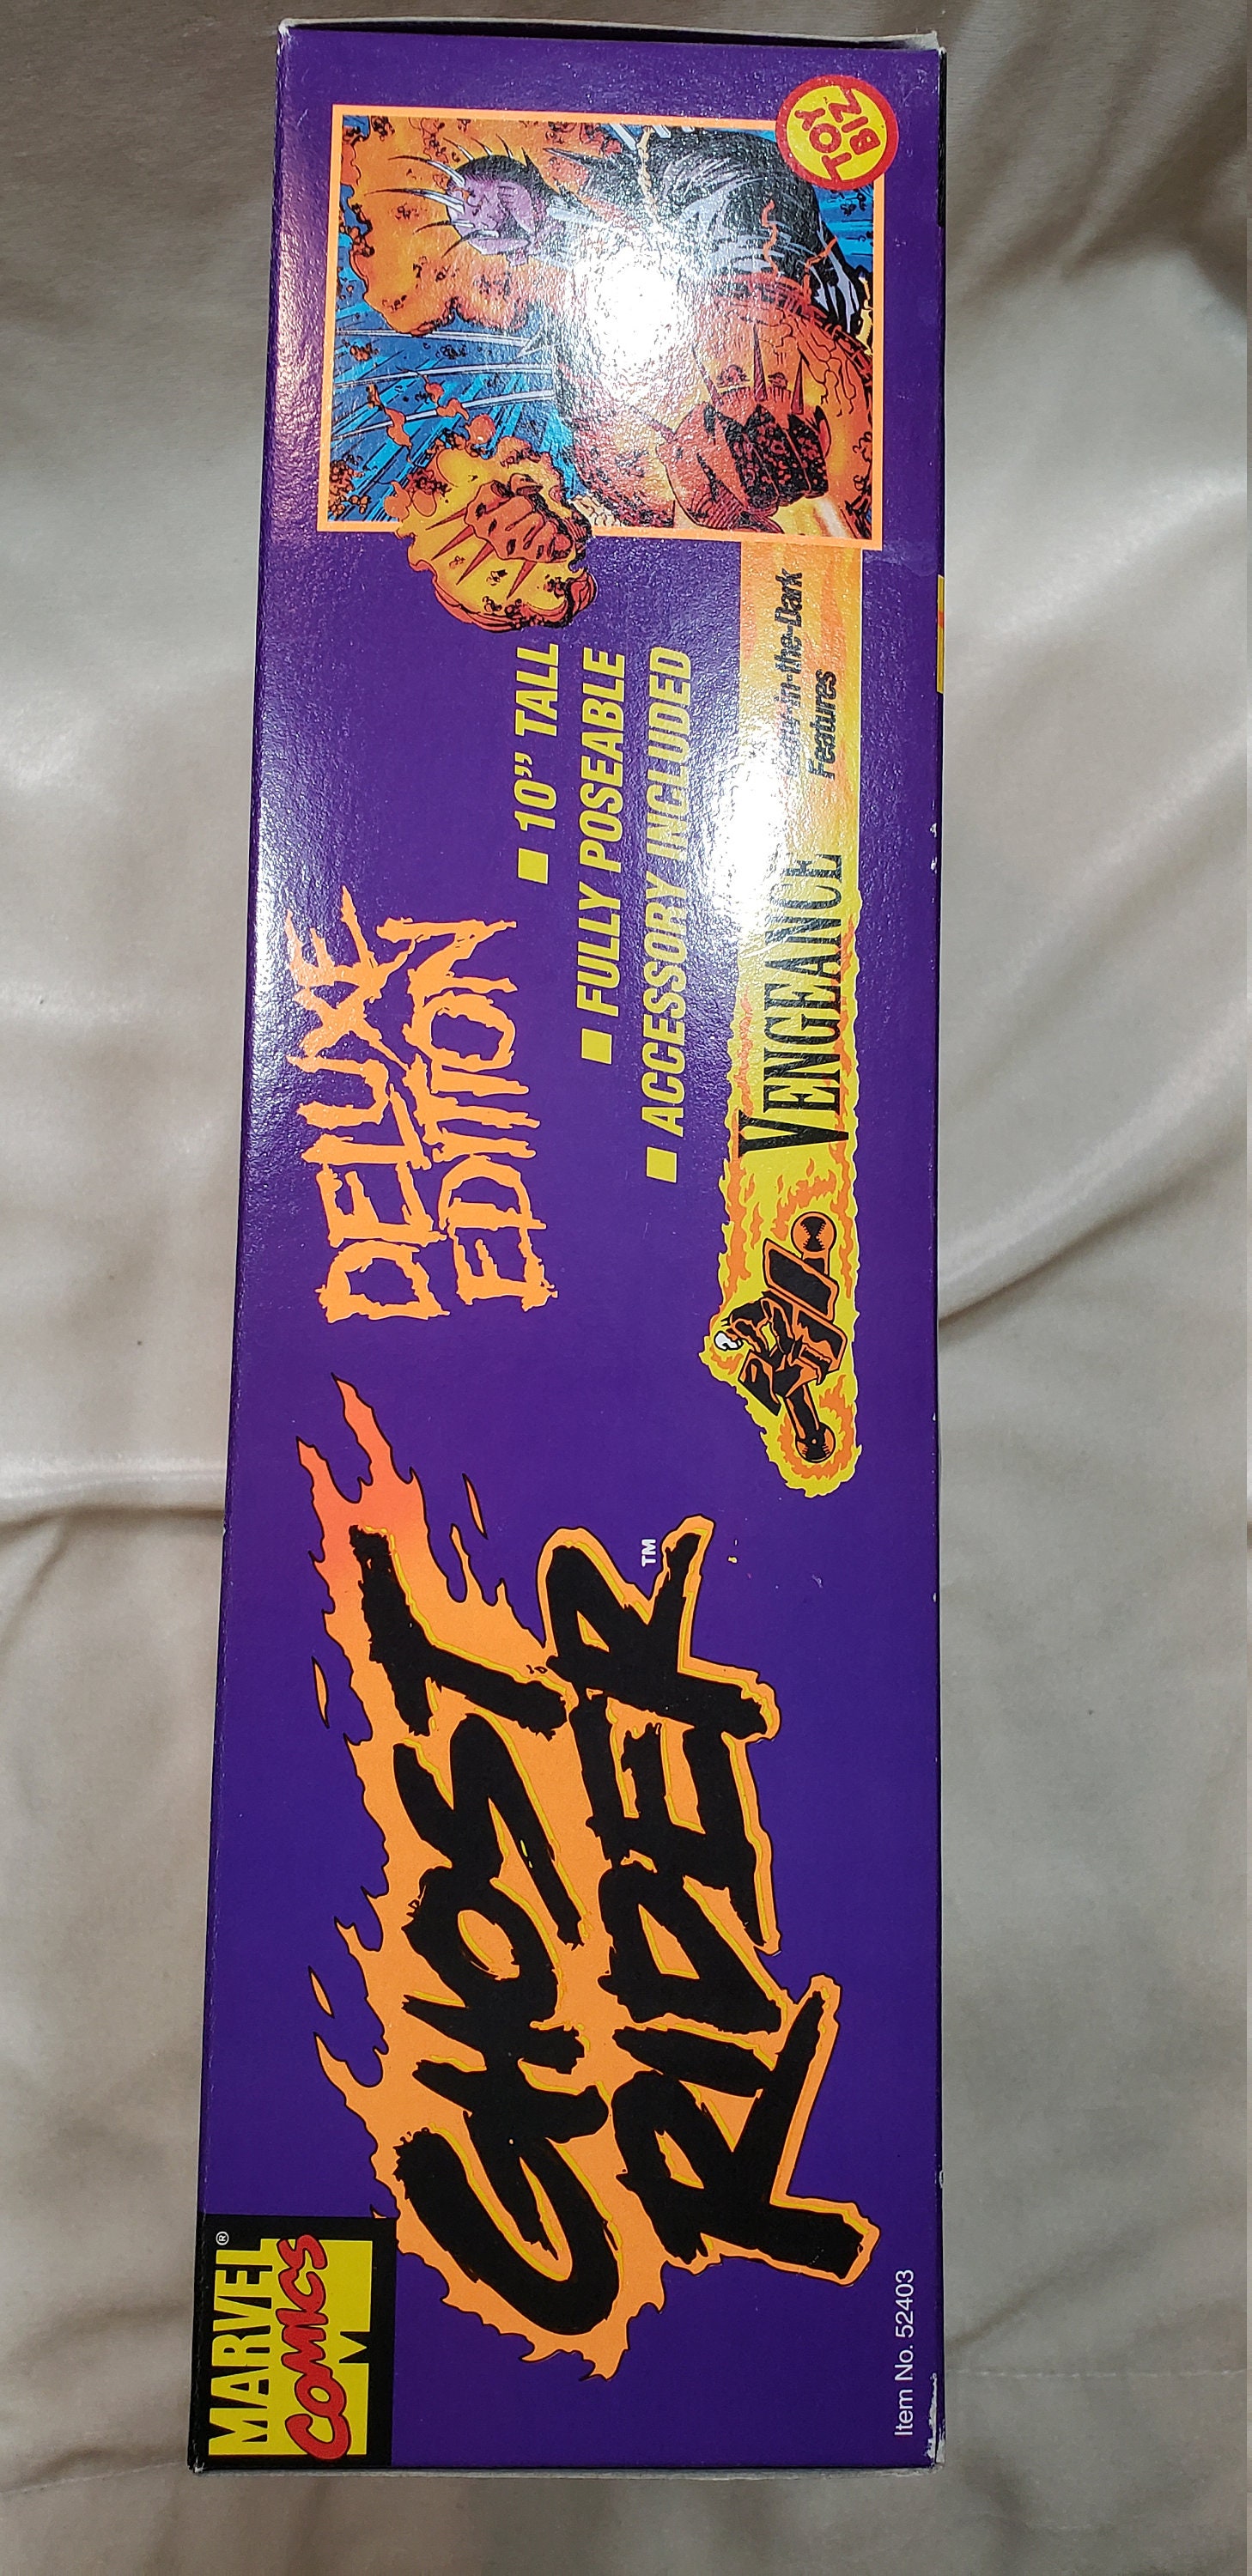 MARVEL®
COMICS
GHOST
RIDER™
DELUXE
EDITION
■ 10” TALL
■ FULLY POSEABLE
■ ACCESSORY INCLUDED
VENGEANCE
Glow-in-the-Dark
Features
TOY
BIZ
Item No. 52403